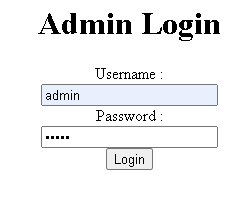 Admin Login
Username :
admin
Password :
•••••
Login